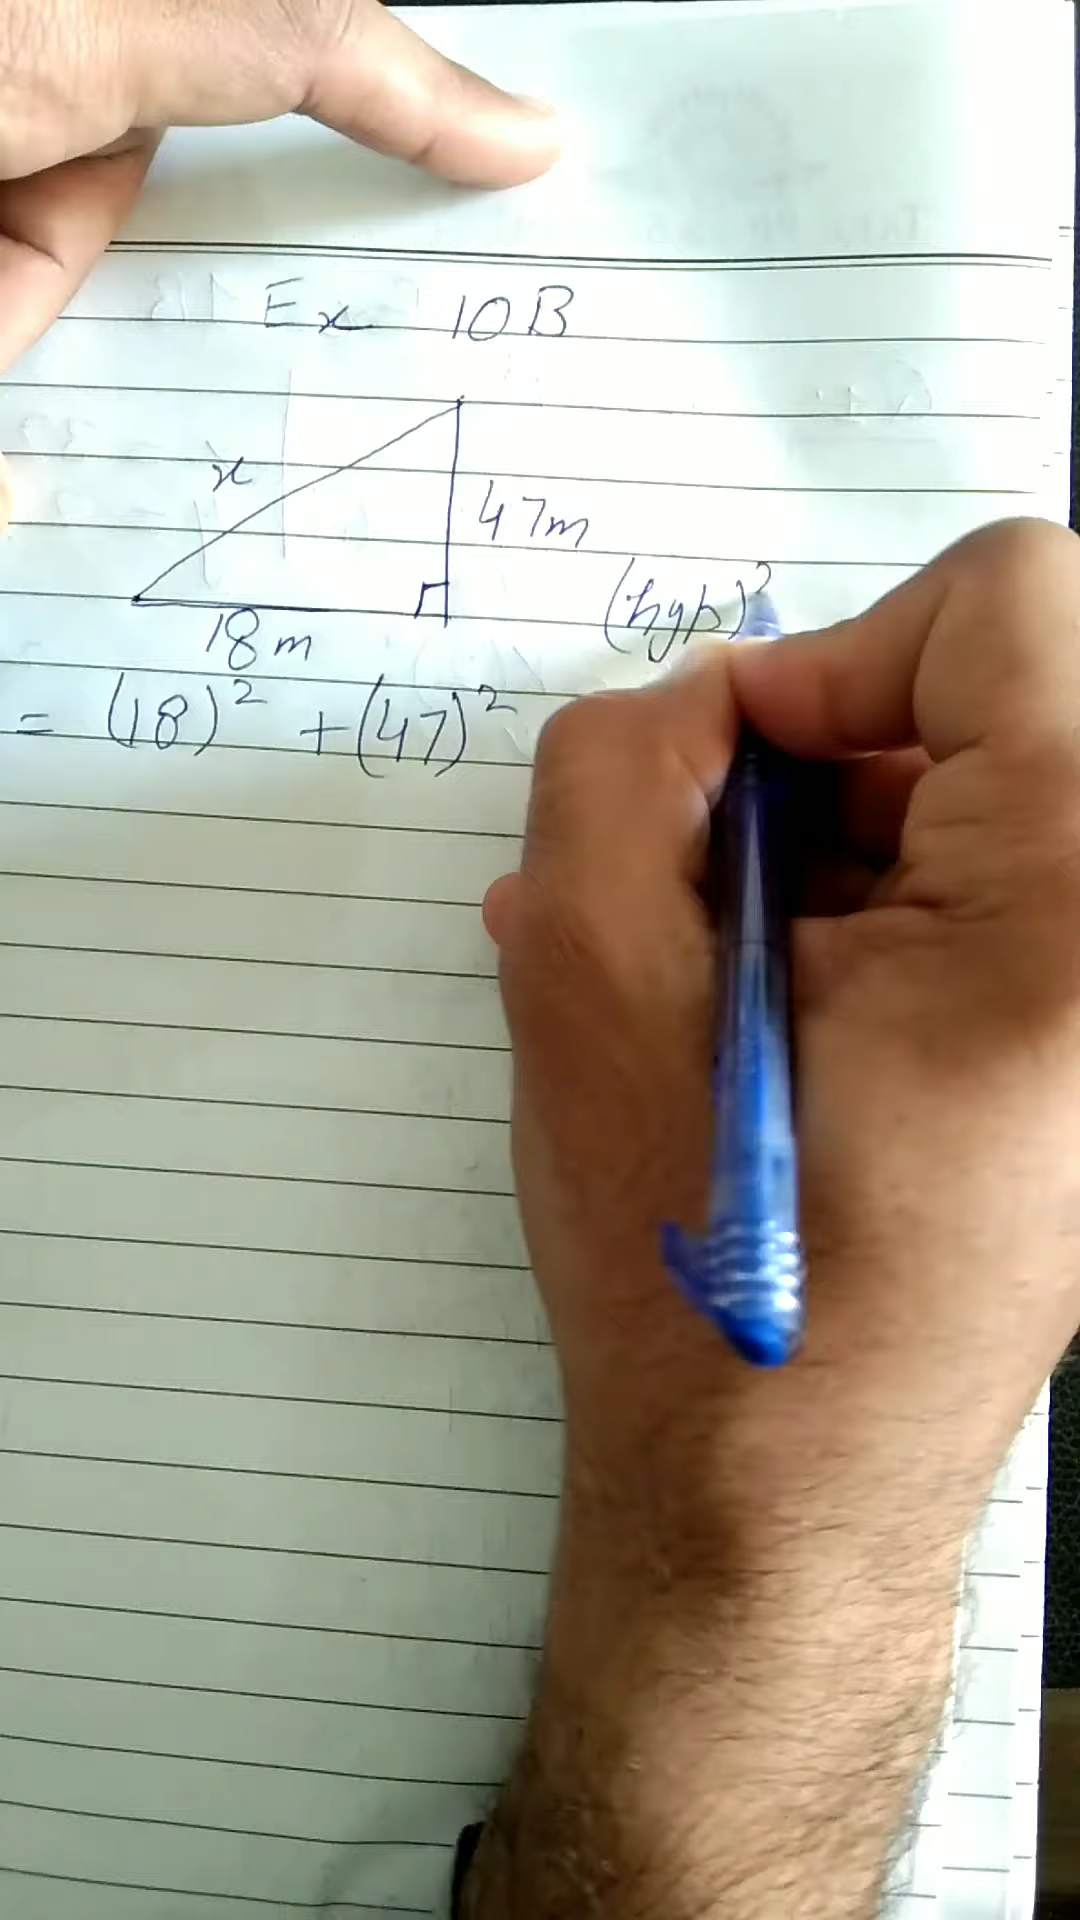 Ex 10B
x
47m
(hyp)²
18m
= (18)² + (47)²